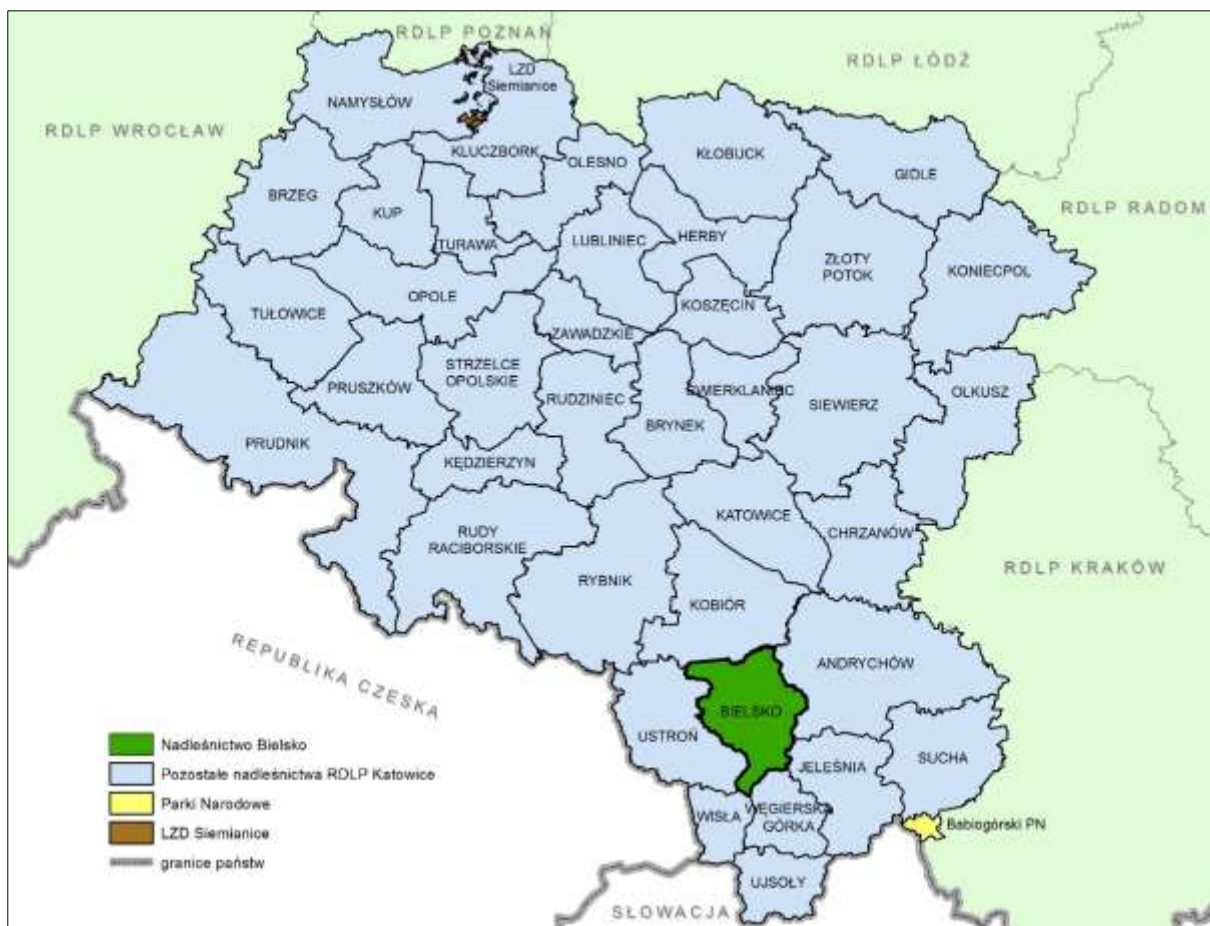 RDLP POZNAŃ
RDLP ŁÓDŹ
LZD
Siemianice
NAMYSŁÓW
RDLP WROCŁAW
KLUCZBORK
OLESNO
KŁOBUCK
GIDLE
BRZEG
KUP
RDLP RADOM
TURAWA
LUBLINIEC
HERBY
ZŁOTY
POTOK
KONIECPOL
OPOLE
KOSZĘCIN
TUŁOWICE
ZAWADZKIE
STRZELCE
OPOLSKIE
PRUSZKÓW
RUDZINIEC
ŚWIERKLANIEC
OLKUSZ
SIEWIERZ
BRYNEK
PRUDNIK
KĘDZIERZYN
KATOWICE
RUDY
RACIBORSKIE
CHRZANÓW
RYBNIK
RDLP KRAKÓW
KOBIÓR
REPUBLIKA CZESKA
ANDRYCHÓW
BIELSKO
USTROŃ
SUCHA
JELEŚNIA
WISŁA
WĘGIERSKA
GÓRKA
Babiogórski PN
UJSOŁY
SŁOWACJA
Nadleśnictwo Bielsko
Pozostałe nadleśnictwa RDLP Katowice
Parki Narodowe
LZD Siemianice
granice państw